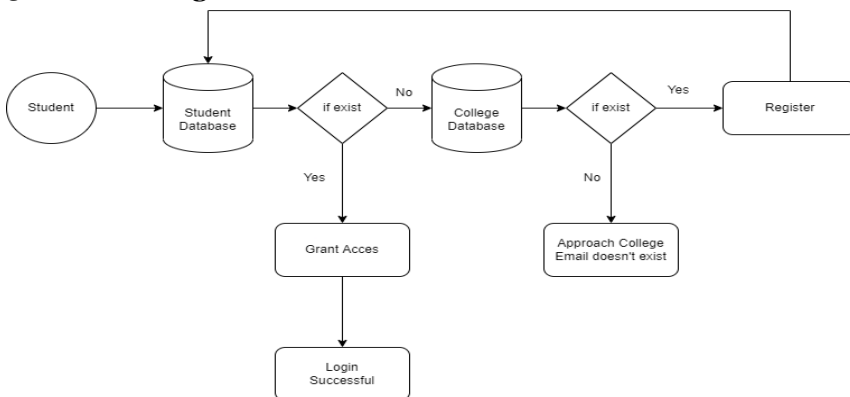 Student
Student
Database
if exist
No
College
Database
if exist
Yes
Register
Yes
No
Grant Acces
Approach College
Email doesn't exist
Login
Successful